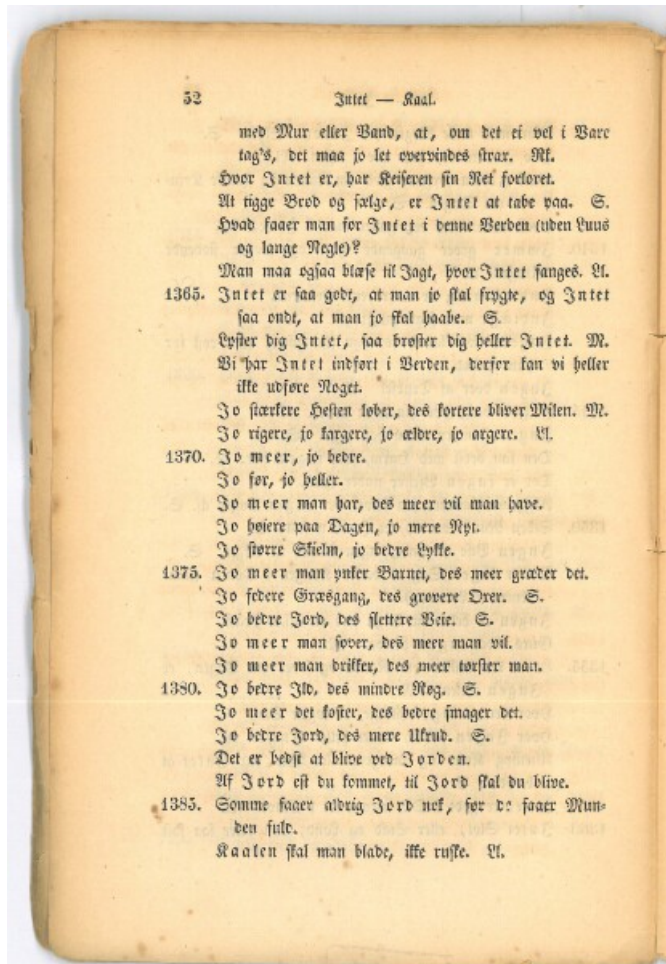 52 Intet — Kaal.
med Mur eller Vand, at, om det ei vel i Vare
tag's, det maa jo let overvindes strax. Rk.
Hvor Intet er, har Keiseren sin Ret forloret.
At tigge Brød og sælge, er Intet at tabe paa. S.
Hvad faaer man for Intet i denne Verden (uden Luus
og lange Negle)?
Man maa ogsaa blæse til Jagt, hvor Intet fanges. Ll.
1365. Intet er saa godt, at man jo skal frygte, og Intet
saa ondt, at man jo skal haabe. S.
Lyster dig Intet, saa brøster dig heller Intet. M.
Vi har Intet indført i Verden, derfor kan vi heller
ikke udføre Noget.
Jo stærkere Hesten løber, des kortere bliver Milen. M.
Jo rigere, jo kargere, jo ældre, jo argere. Ll.
1370. Jo meer, jo bedre.
Jo før, jo heller.
Jo meer man har, des meer vil man have.
Jo høiere paa Dagen, jo mere Nyt.
Jo større Skielm, jo bedre Lykke.
1375. Jo meer man ynker Barnet, des meer græder det.
Jo federe Græsgang, des grovere Oxer. S.
Jo bedre Jord, des slettere Veie. S.
Jo meer man sover, des meer man vil.
Jo meer man drikker, des meer tørster man.
1380. Jo bedre Ild, des mindre Røg. S.
Jo meer det koster, des bedre smager det.
Jo bedre Jord, des mere Ukrud. S.
Det er bedst at blive ved Jorden.
Af Jord est du kommet, til Jord skal du blive.
1385. Somme faaer aldrig Jord nok, før de faaer Mun-
den fuld.
Kaalen skal man blade, ikke ruske. Ll.